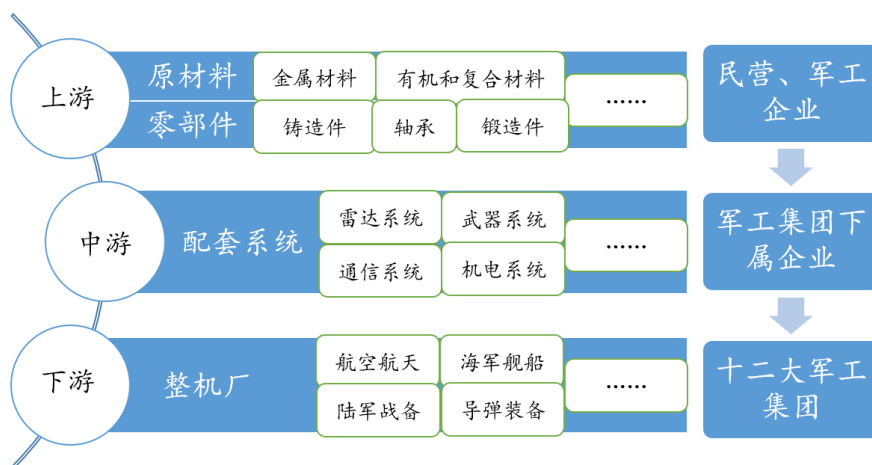 上游
原材料
金属材料
有机和复合材料
……
零部件
铸造件
轴承
锻造件
民营、军工
企业
中游
配套系统
雷达系统
武器系统
通信系统
机电系统
……
军工集团下
属企业
下游
整机厂
航空航天
海军舰船
陆军战备
导弹装备
……
十二大军工
集团